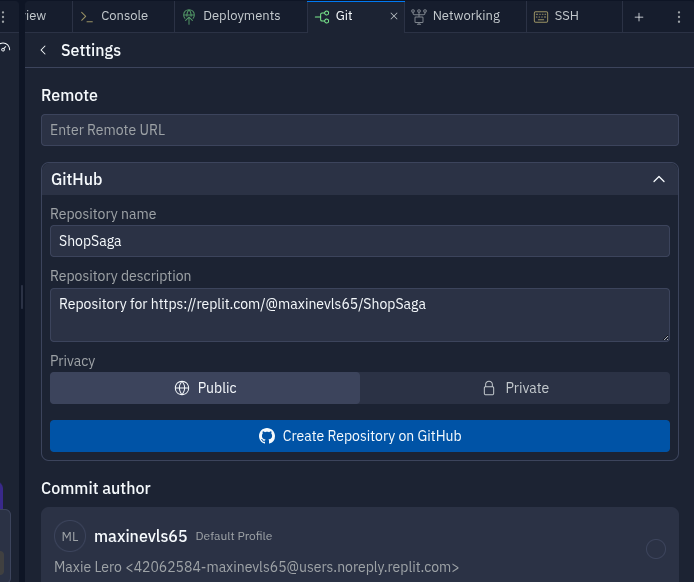 iew
Console
Deployments
Git
Networking
SSH
Settings
Remote
Enter Remote URL
GitHub
Repository name
ShopSaga
Repository description
Repository for https://replit.com/@maxinevls65/ShopSaga
Privacy
Public
Private
Create Repository on GitHub
Commit author
ML
maxinevls65 Default Profile
Maxie Lero <42062584-maxinevls65@users.noreply.replit.com>